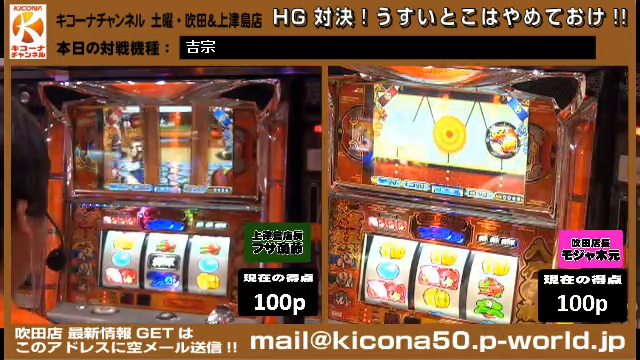 KICONA
キコーナ
チャンネル
キコーナチャンネル 土曜・吹田&上津島店
HG対決!うすいとこはやめておけ!!
本日の対戦機種:
吉宗
上津島店長
現在の得点
100p
吹田店長
モジャ木元
現在の得点
100p
吹田店 最新情報GETは
このアドレスに空メール送信!!
mail@kicona50.p-world.jp